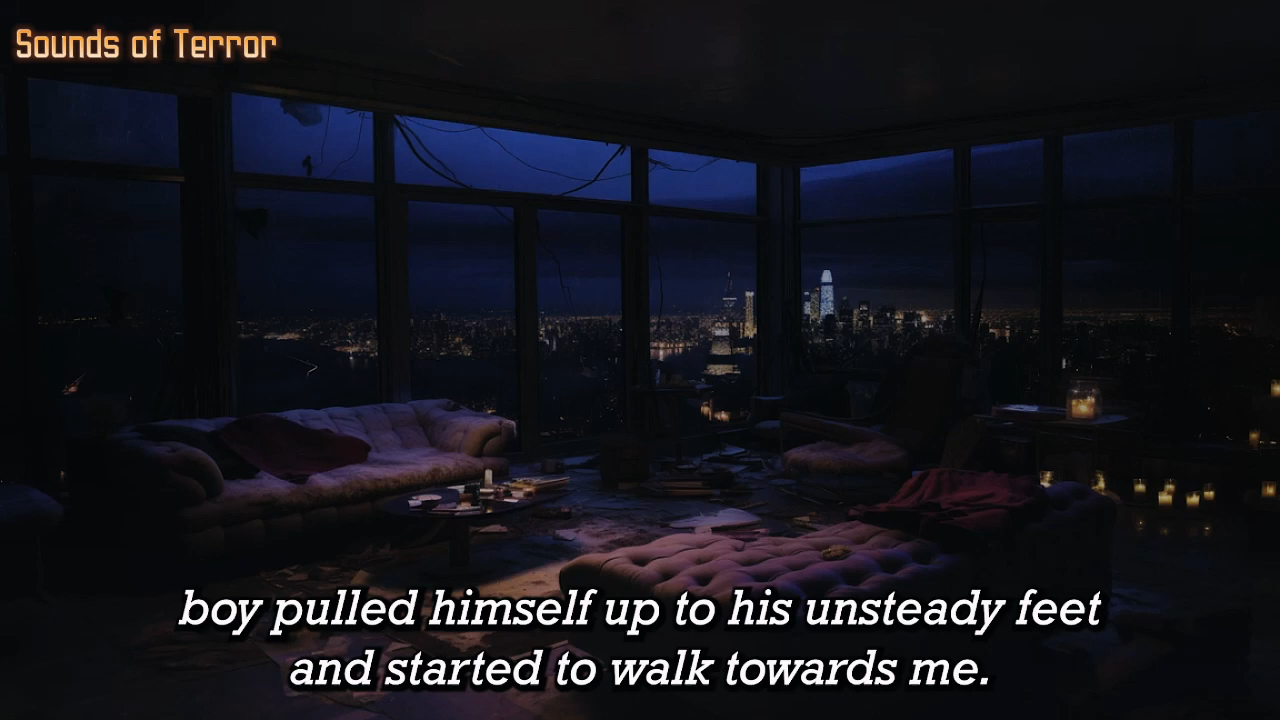 Sounds of Terror
boy pulled himself up to his unsteady feet
and started to walk towards me.